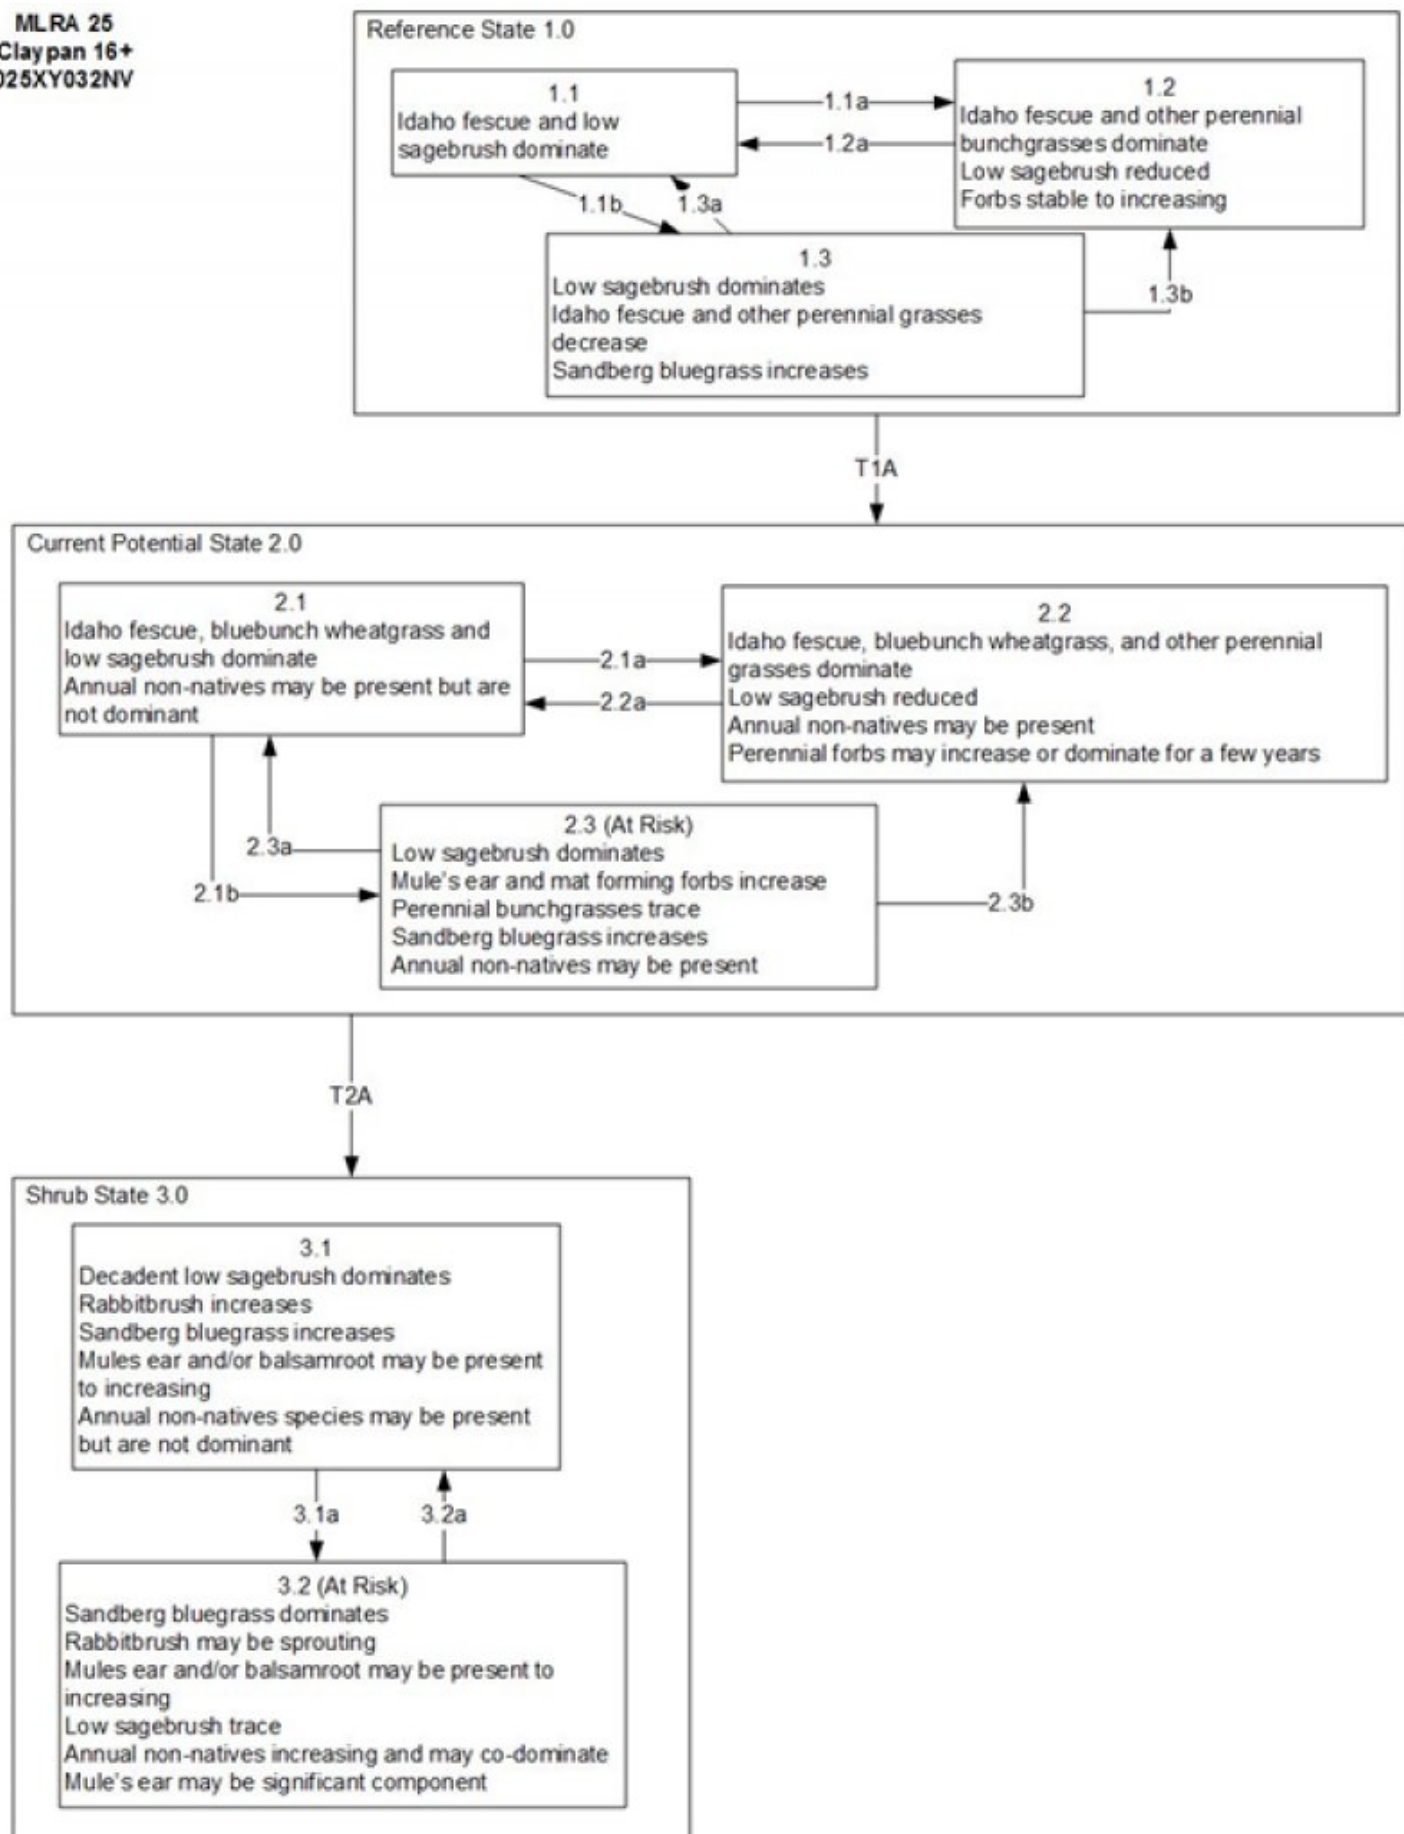 MLRA 25
Claypan 16+
025XY032NV
Reference State 1.0
1.1
Idaho fescue and low
sagebrush dominate
1.1a
1.2a
1.2
Idaho fescue and other perennial
bunchgrasses dominate
Low sagebrush reduced
Forbs stable to increasing
1.1b
1.3a
1.3
Low sagebrush dominates
Idaho fescue and other perennial grasses
decrease
Sandberg bluegrass increases
1.3b
T1A
Current Potential State 2.0
2.1
Idaho fescue, bluebunch wheatgrass and
low sagebrush dominate
Annual non-natives may be present but are
not dominant
2.1a
2.2a
2.2
Idaho fescue, bluebunch wheatgrass, and other perennial
grasses dominate
Low sagebrush reduced
Annual non-natives may be present
Perennial forbs may increase or dominate for a few years
2.3a
2.1b
2.3 (At Risk)
Low sagebrush dominates
Mule's ear and mat forming forbs increase
Perennial bunchgrasses trace
Sandberg bluegrass increases
Annual non-natives may be present
2.3b
T2A
Shrub State 3.0
3.1
Decadent low sagebrush dominates
Rabbitbrush increases
Sandberg bluegrass increases
Mules ear and/or balsamroot may be present
to increasing
Annual non-natives species may be present
but are not dominant
3.1a
3.2a
3.2 (At Risk)
Sandberg bluegrass dominates
Rabbitbrush may be sprouting
Mules ear and/or balsamroot may be present to
increasing
Low sagebrush trace
Annual non-natives increasing and may co-dominate
Mule's ear may be significant component